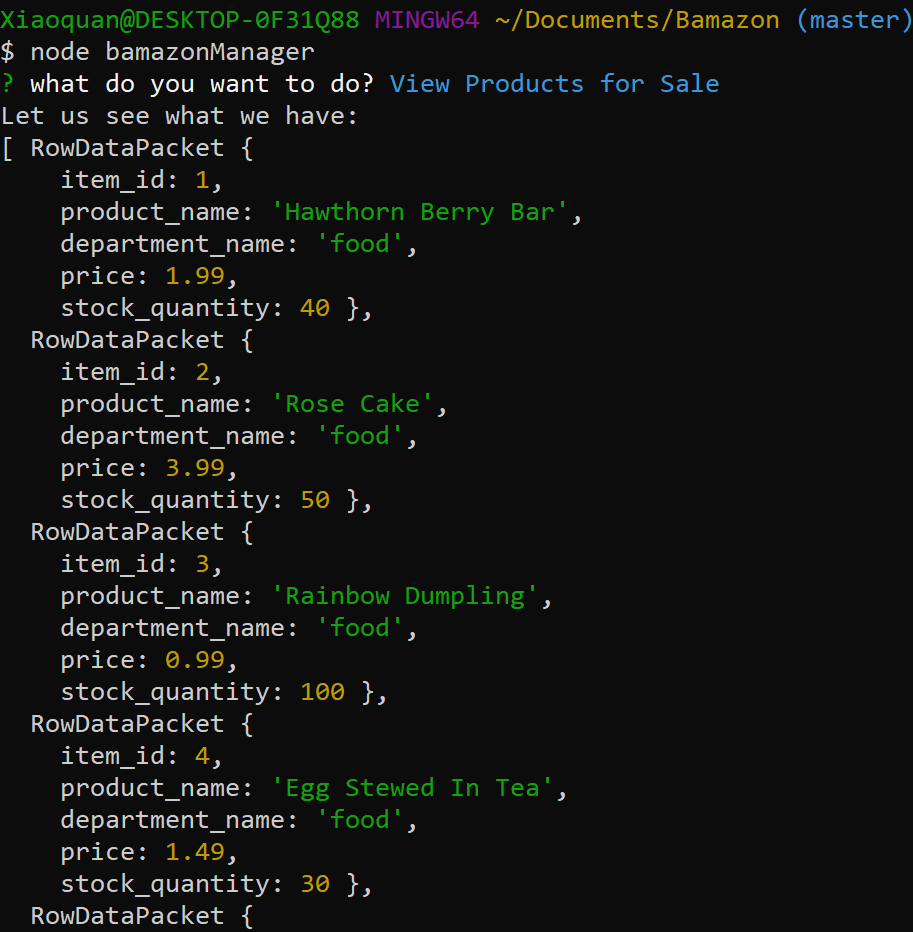 Xiaoquan@DESKTOP-0F31Q88 MINGW64 ~/Documents/Bamazon (master)
$ node bamazonManager
? what do you want to do? View Products for Sale
Let us see what we have:
[ RowDataPacket {
    item_id: 1,
    product_name: 'Hawthorn Berry Bar',
    department_name: 'food',
    price: 1.99,
    stock_quantity: 40 },
  RowDataPacket {
    item_id: 2,
    product_name: 'Rose Cake',
    department_name: 'food',
    price: 3.99,
    stock_quantity: 50 },
  RowDataPacket {
    item_id: 3,
    product_name: 'Rainbow Dumpling',
    department_name: 'food',
    price: 0.99,
    stock_quantity: 100 },
  RowDataPacket {
    item_id: 4,
    product_name: 'Egg Stewed In Tea',
    department_name: 'food',
    price: 1.49,
    stock_quantity: 30 },
  RowDataPacket {